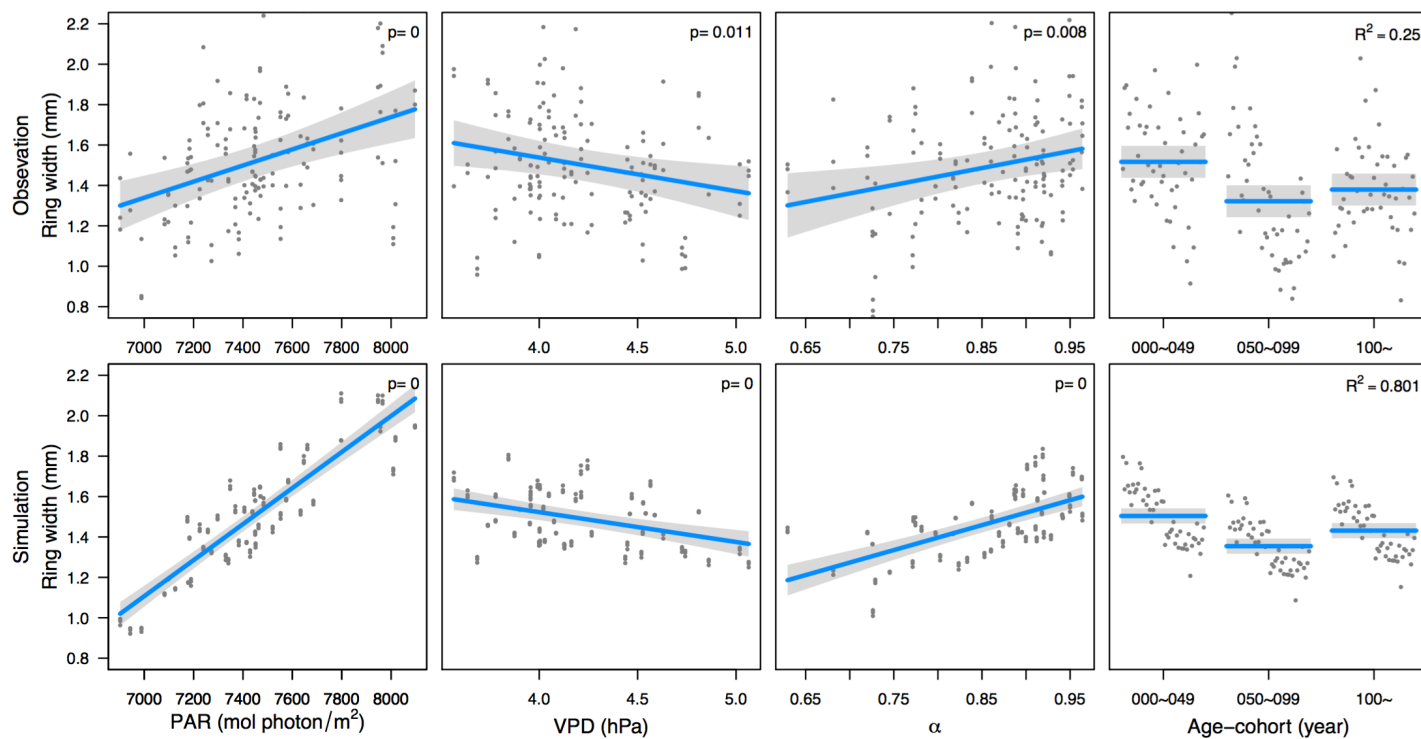 Obsevation
Ring width (mm)
2.2
2.0
1.8
1.6
1.4
1.2
1.0
0.8
p= 0
p= 0.011
p= 0.008
R² = 0.25
7000 7200 7400 7600 7800 8000
4.0 4.5 5.0
0.65 0.75 0.85 0.95
000~049 050~099 100~
Simulation
Ring width (mm)
2.2
2.0
1.8
1.6
1.4
1.2
1.0
0.8
p= 0
p= 0
p= 0
R² = 0.801
7000 7200 7400 7600 7800 8000
4.0 4.5 5.0
0.65 0.75 0.85 0.95
000~049 050~099 100~
PAR (mol photon/m²)
VPD (hPa)
α
Age−cohort (year)